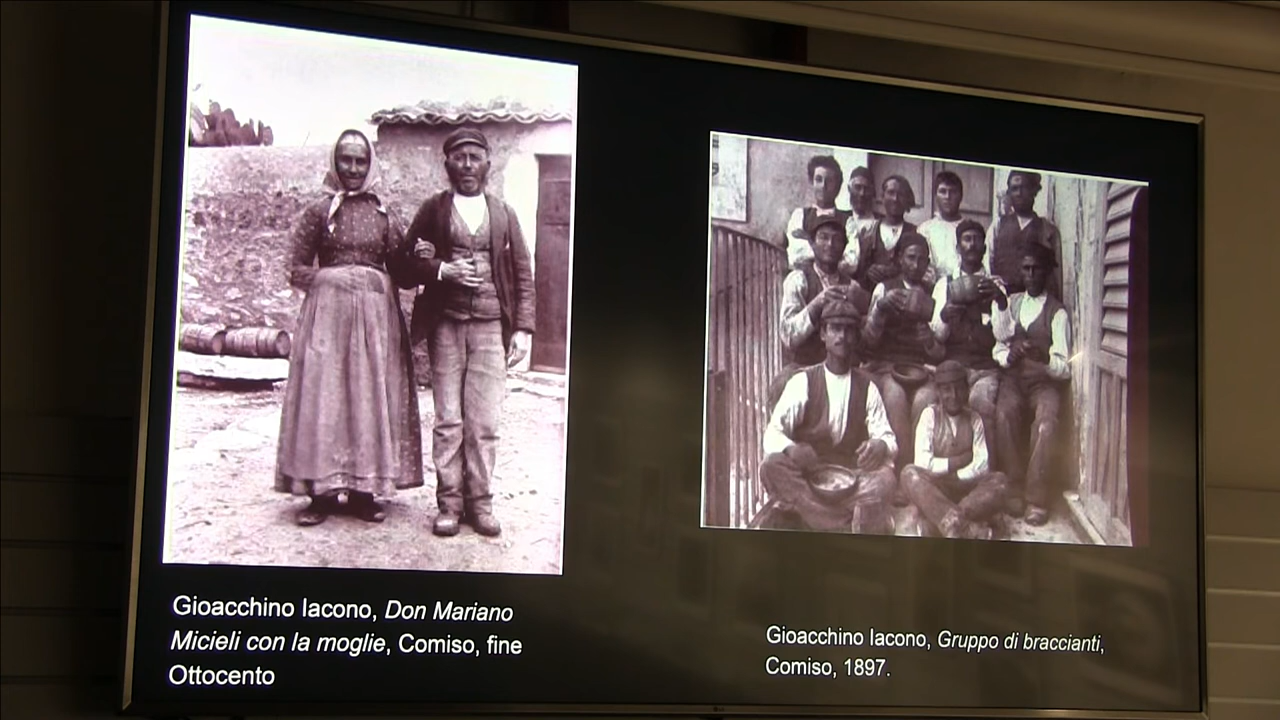 Gioacchino Iacono, Don Mariano
Micieli con la moglie, Comiso, fine
Ottocento
Gioacchino Iacono, Gruppo di braccianti,
Comiso, 1897.